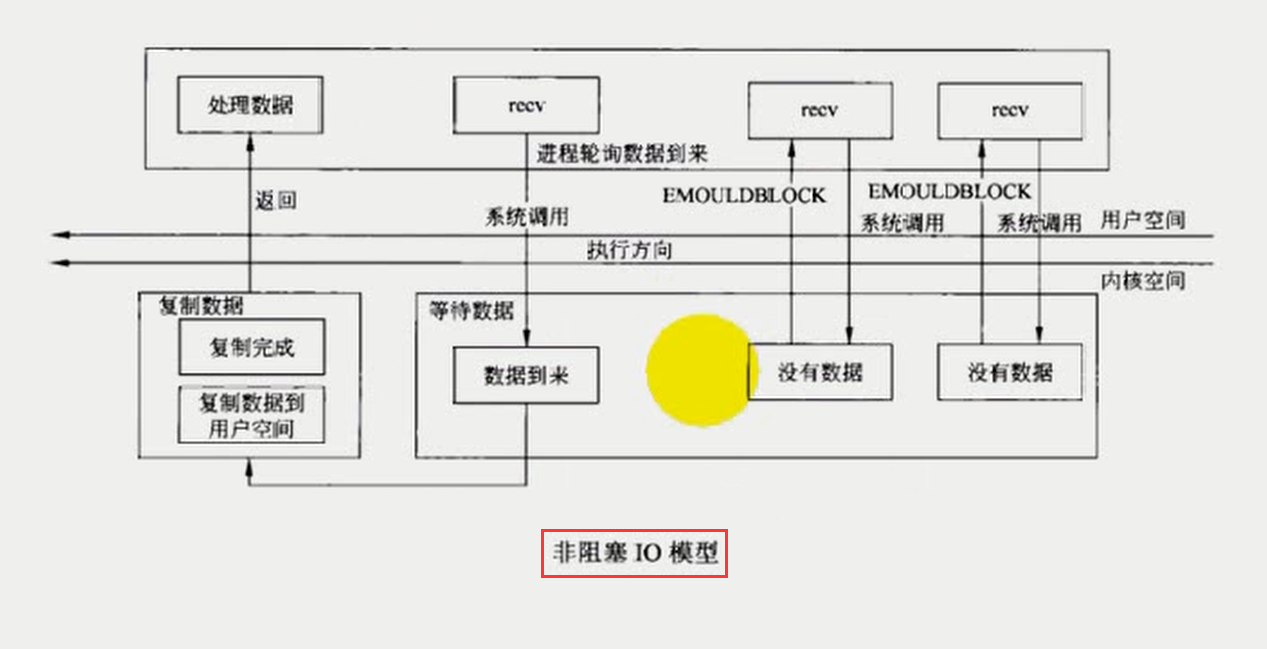 处理数据
recv
recv
recv
进程轮询数据到来
EMOULDBLOCK
EMOULDBLOCK
返回
系统调用
系统调用
系统调用
用户空间
执行方向
内核空间
复制数据
等待数据
复制完成
数据到来
没有数据
没有数据
复制数据到
用户空间
非阻塞 IO 模型